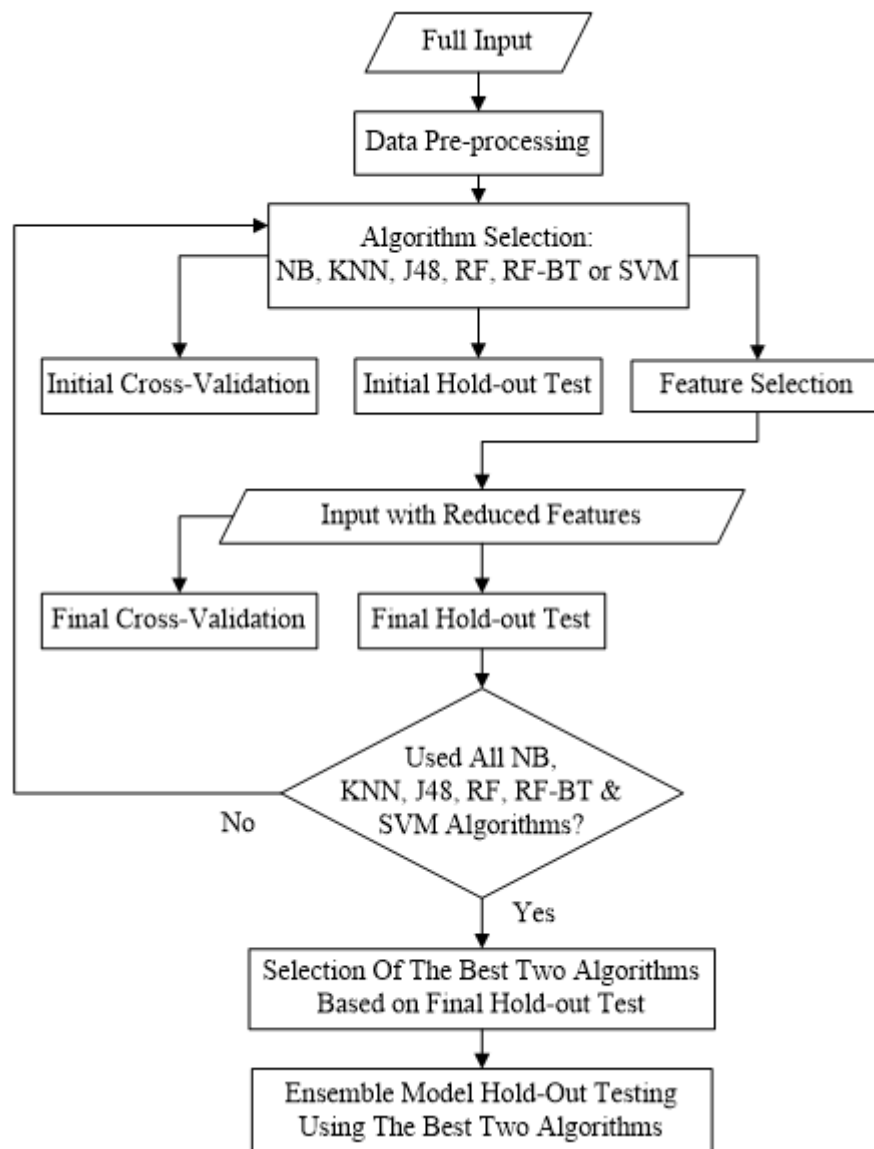 Full Input
Data Pre-processing
Algorithm Selection:
NB, KNN, J48, RF, RF-BT or SVM
Initial Cross-Validation
Initial Hold-out Test
Feature Selection
Input with Reduced Features
Final Cross-Validation
Final Hold-out Test
Used All NB,
KNN, J48, RF, RF-BT &
SVM Algorithms?
No
Yes
Selection Of The Best Two Algorithms
Based on Final Hold-out Test
Ensemble Model Hold-Out Testing
Using The Best Two Algorithms